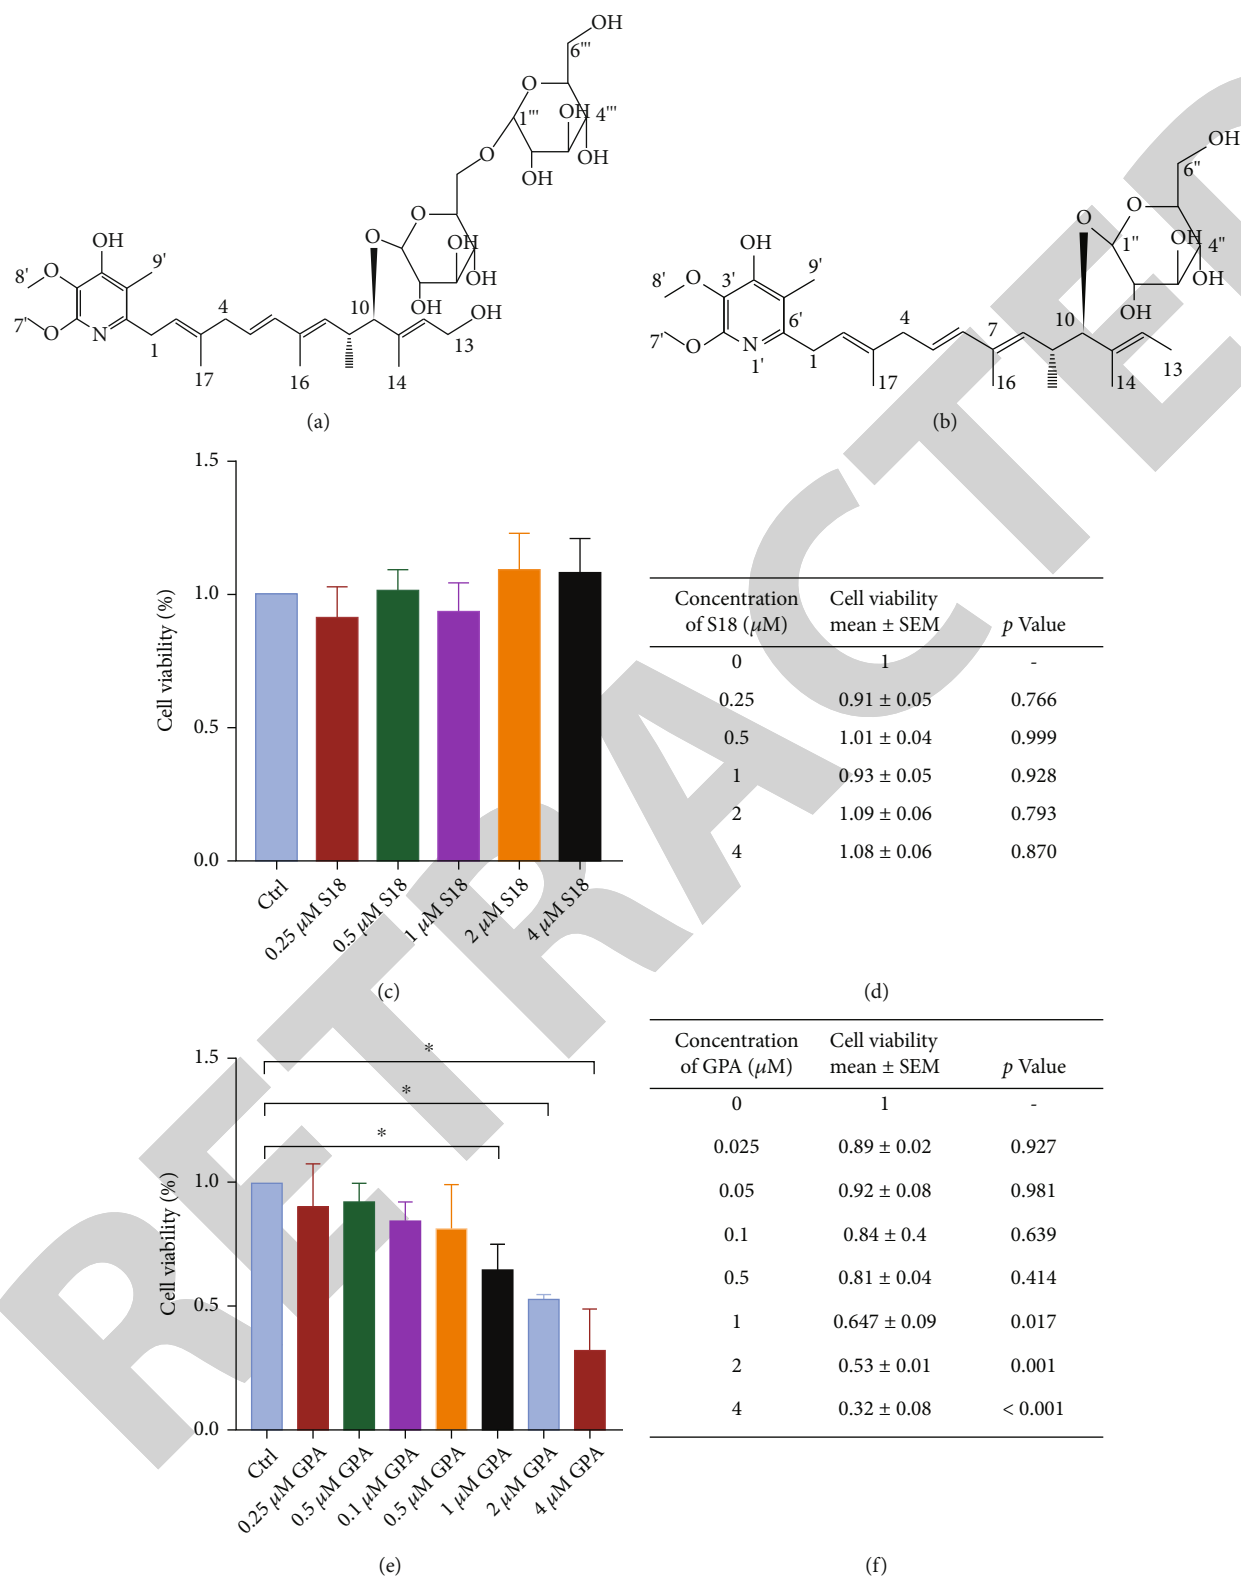 OH
6'''
O
OH
4'''
1'''
O
OH
OH
O
O
OH
OH
OH
OH
9'
8'
O
10
OH
4
7'
O
N
1
13
17
16
14
(a)
OH
6''
O
O
1''
OH
4''
OH
OH
OH
9'
8'
O
3'
6'
10
4
7
7'
O
N
1'
1
13
17
16
14
(b)
1.5
1.0
0.5
0.0
Cell viability (%)
Ctrl
0.25 μM S18
0.5 μM S18
1 μM S18
2 μM S18
4 μM S18
(c)
Concentration of S18 (μM) Cell viability mean ± SEM p Value
0 1 -
0.25 0.91 ± 0.05 0.766
0.5 1.01 ± 0.04 0.999
1 0.93 ± 0.05 0.928
2 1.09 ± 0.06 0.793
4 1.08 ± 0.06 0.870
(d)
1.5
1.0
0.5
0.0
Cell viability (%)
*
*
*
Ctrl
0.25 μM GPA
0.5 μM GPA
0.1 μM GPA
0.5 μM GPA
1 μM GPA
2 μM GPA
4 μM GPA
(e)
Concentration of GPA (μM) Cell viability mean ± SEM p Value
0 1 -
0.025 0.89 ± 0.02 0.927
0.05 0.92 ± 0.08 0.981
0.1 0.84 ± 0.4 0.639
0.5 0.81 ± 0.04 0.414
1 0.647 ± 0.09 0.017
2 0.53 ± 0.01 0.001
4 0.32 ± 0.08 < 0.001
(f)
RETRACTED